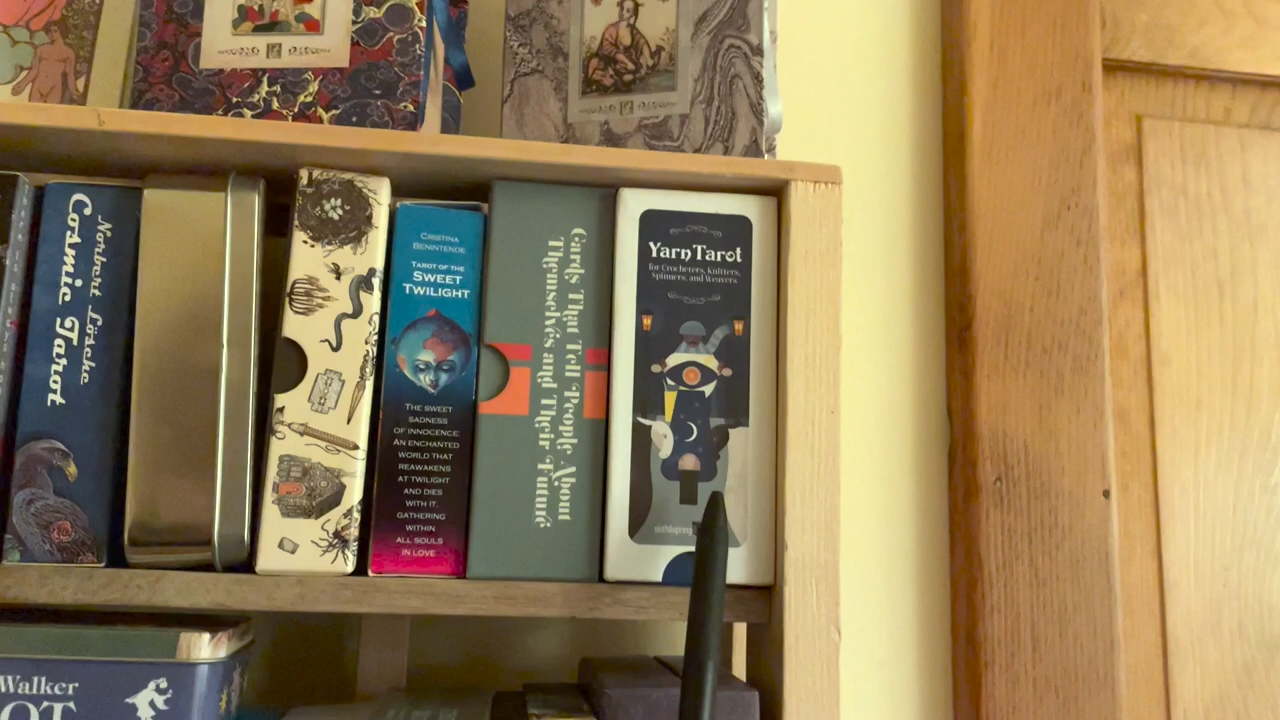 Norbert Lösche
Cosmic Tarot
CRISTINA
BENINTENDE
TAROT OF THE
SWEET
TWILIGHT
THE SWEET
SADNESS
OF INNOCENCE:
AN ENCHANTED
WORLD THAT
REAWAKENS
AT TWILIGHT
AND DIES
WITH IT,
GATHERING
WITHIN
ALL SOULS
IN LOVE
Cards That Tell People About
Themselves and Their Future
Yarn Tarot
for Crocheters, Knitters,
Spinners, and Weavers
Walker